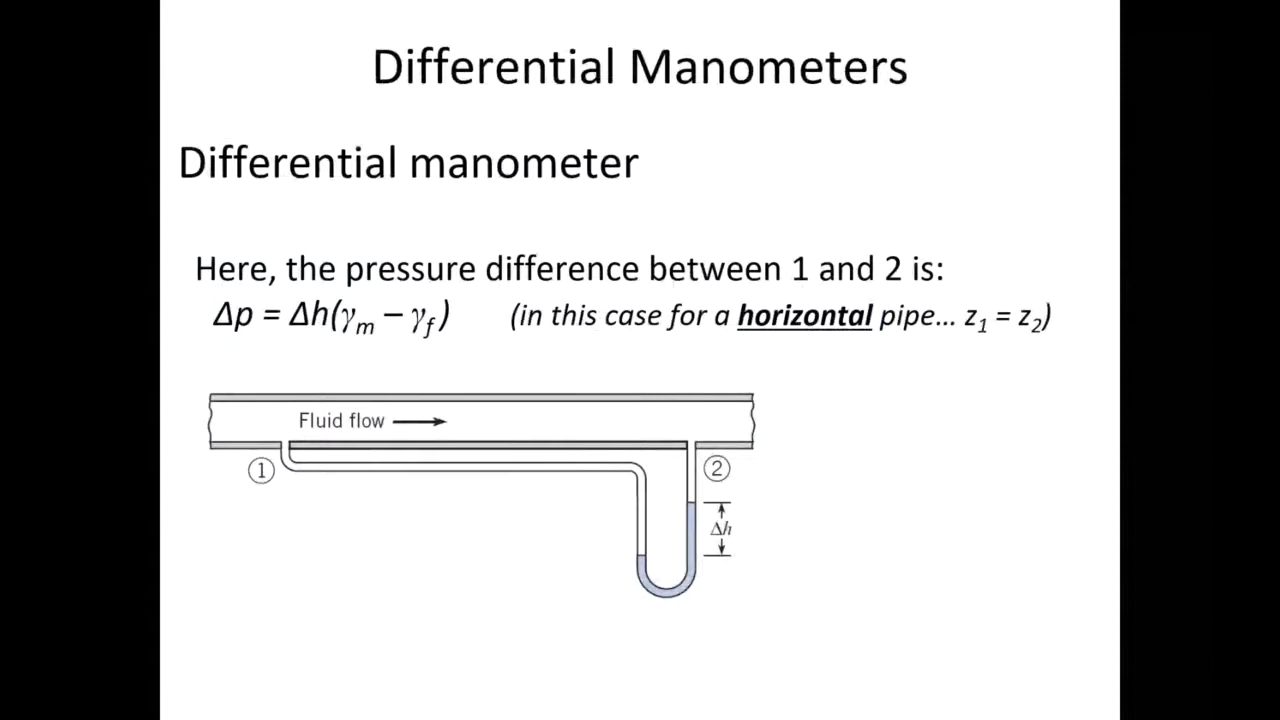 Differential Manometers
Differential manometer
Here, the pressure difference between 1 and 2 is:
Δp = Δh(γm – γf) (in this case for a horizontal pipe... z1 = z2)
Fluid flow
1
2
Δh